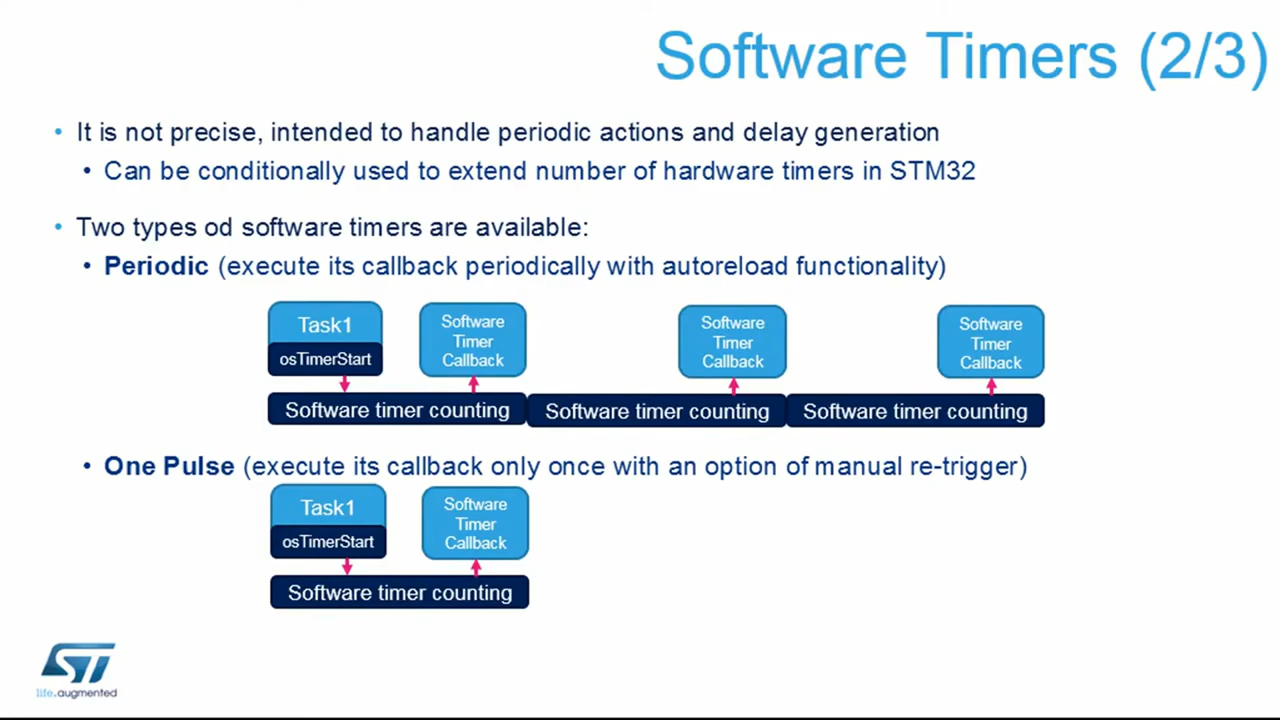 Software Timers (2/3)
• It is not precise, intended to handle periodic actions and delay generation
• Can be conditionally used to extend number of hardware timers in STM32
• Two types od software timers are available:
• Periodic (execute its callback periodically with autoreload functionality)
Task1
osTimerStart
Software
Timer
Callback
Software
Timer
Callback
Software
Timer
Callback
Software timer counting
Software timer counting
Software timer counting
• One Pulse (execute its callback only once with an option of manual re-trigger)
Task1
osTimerStart
Software
Timer
Callback
Software timer counting
ST
life.augmented